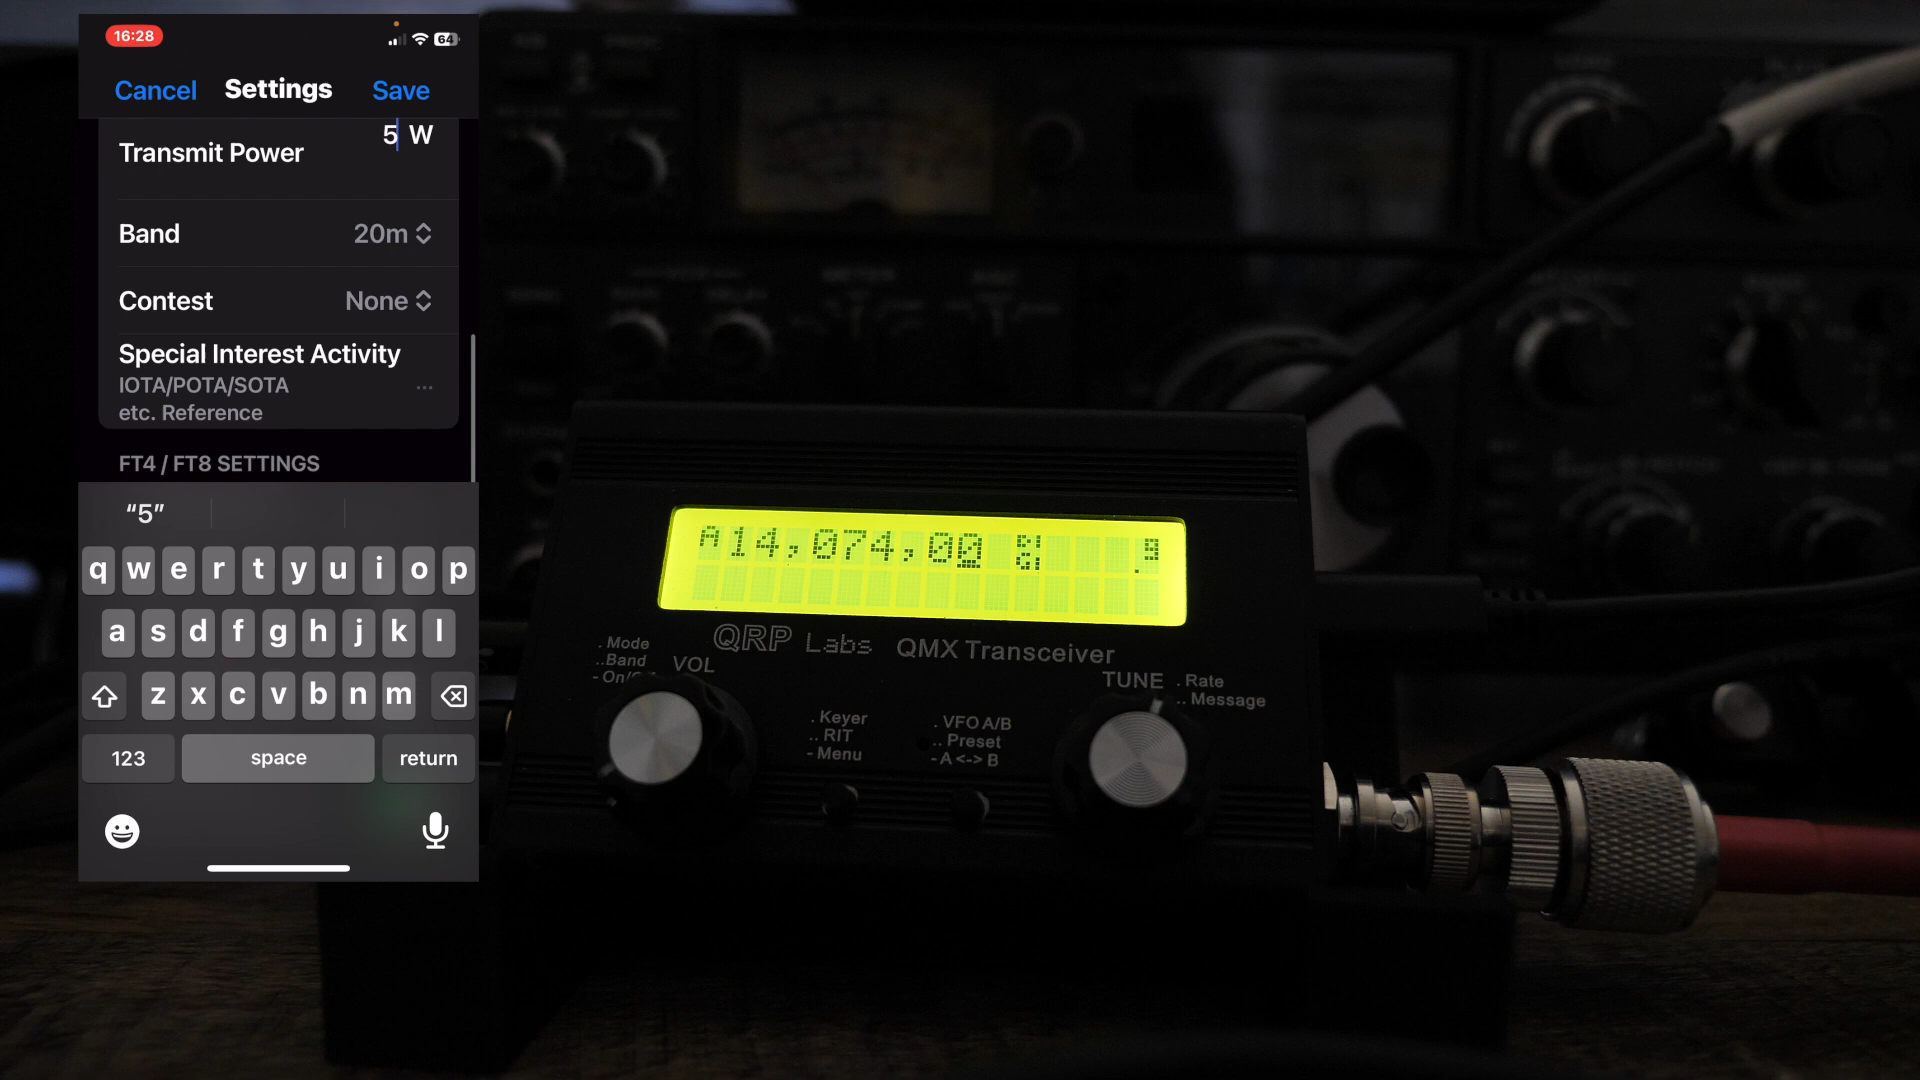 16:28
64
Cancel
Settings
Save
5 W
Transmit Power
Band
20m
Contest
None
Special Interest Activity
IOTA/POTA/SOTA
...
etc. Reference
FT4 / FT8 SETTINGS
“5”
q w e r t y u i o p
a s d f g h j k l
z x c v b n m
123
space
return
A14,074,00
QRP Labs QMX Transceiver
. Mode
..Band
VOL
TUNE
. Rate
.. Message
. Keyer
.. RIT
- Menu
. VFO A/B
.. Preset
- A <-> B